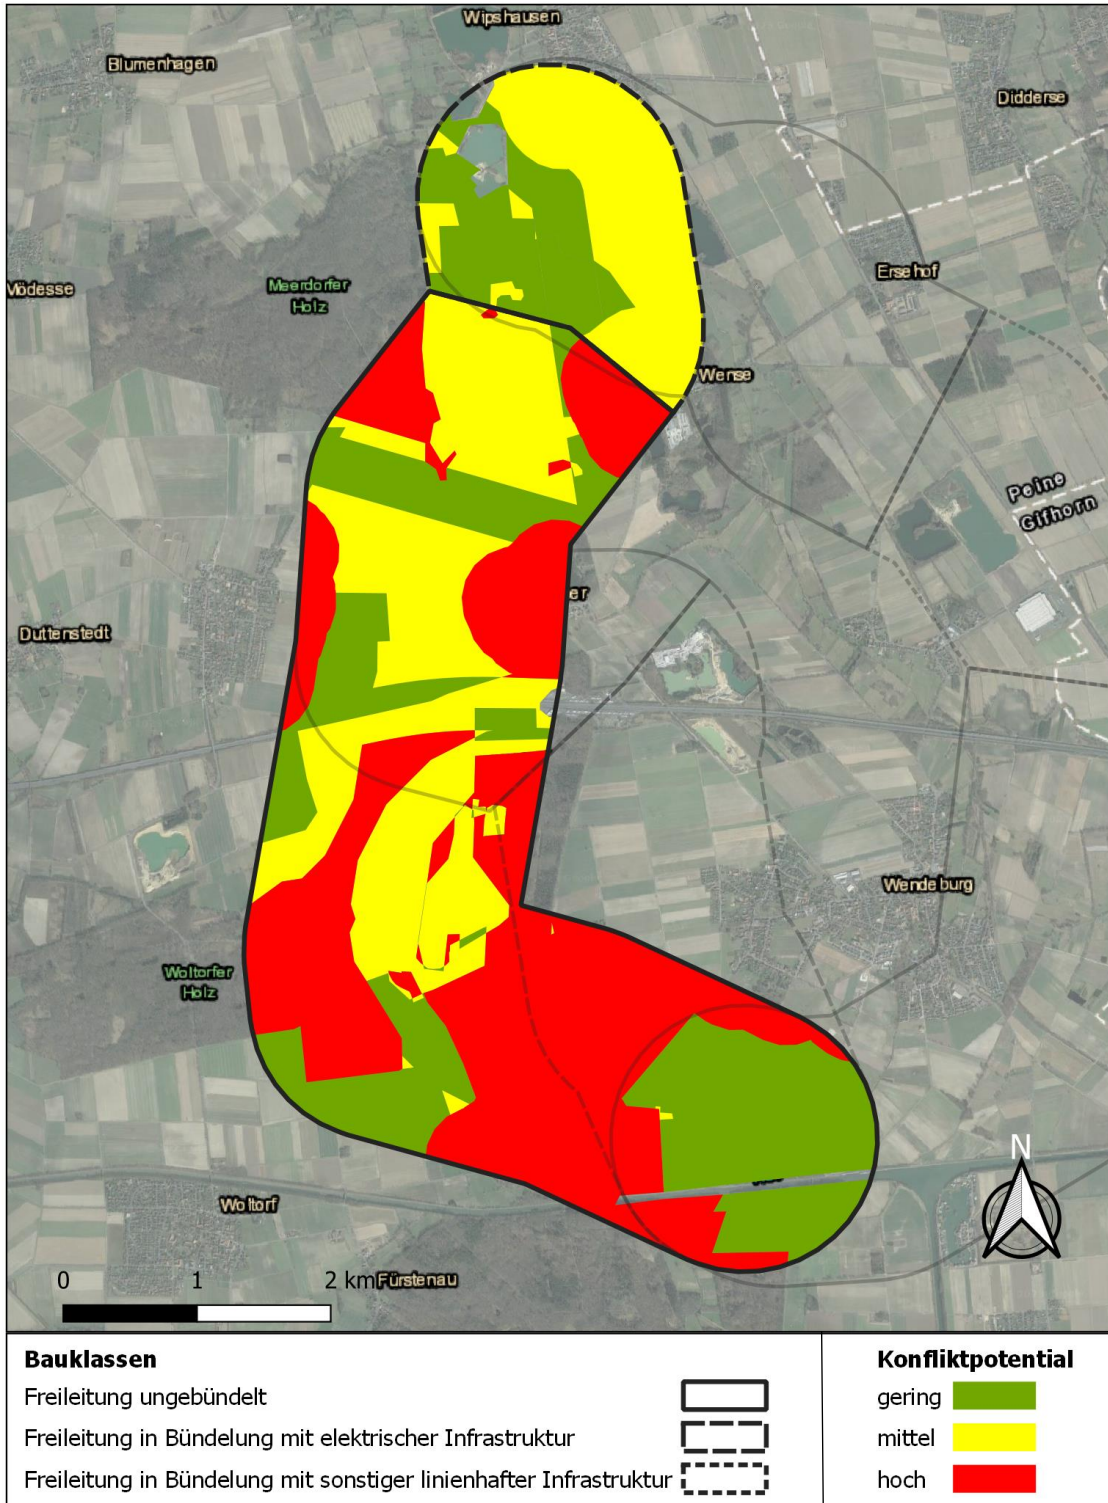 Wipshausen
Blumenhagen
Didderse
Ersehof
Mödesse
Meerdorfer
Holz
Wense
Peine
Gifhorn
er
Duttenstedt
Wendeburg
Woltorfer
Holz
N
Woltorf
0 1 2 km
Fürstenau
Bauklassen
Freileitung ungebündelt
Freileitung in Bündelung mit elektrischer Infrastruktur
Freileitung in Bündelung mit sonstiger linienhafter Infrastruktur
Konfliktpotential
gering
mittel
hoch